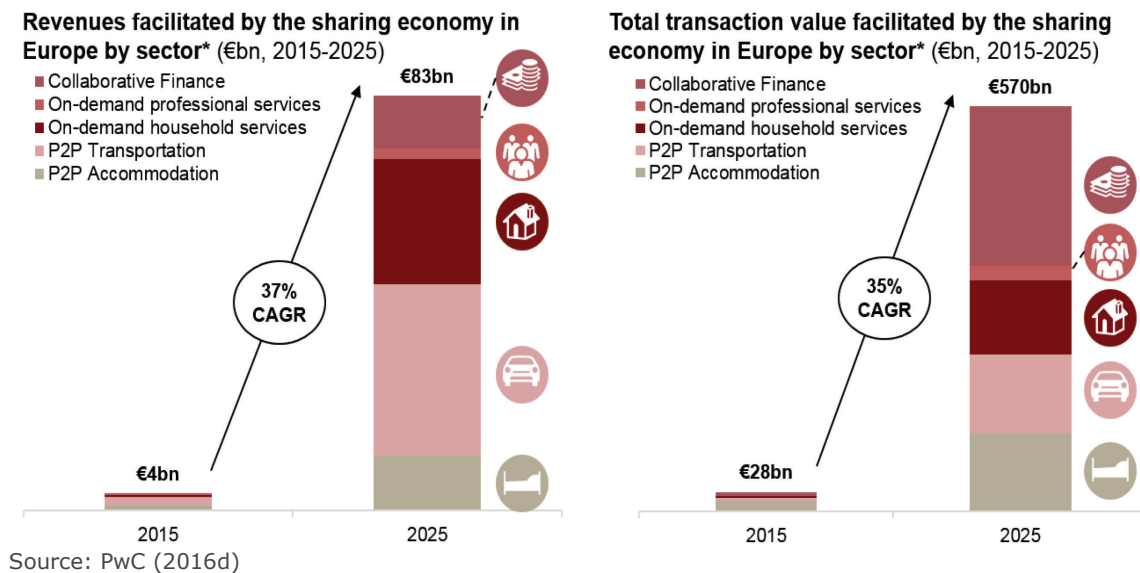 Revenues facilitated by the sharing economy in
Europe by sector* (€bn, 2015-2025)
Collaborative Finance
On-demand professional services
On-demand household services
P2P Transportation
P2P Accommodation
€83bn
37%
CAGR
€4bn
2015
2025
Total transaction value facilitated by the sharing
economy in Europe by sector* (€bn, 2015-2025)
Collaborative Finance
On-demand professional services
On-demand household services
P2P Transportation
P2P Accommodation
€570bn
35%
CAGR
€28bn
2015
2025
Source: PwC (2016d)